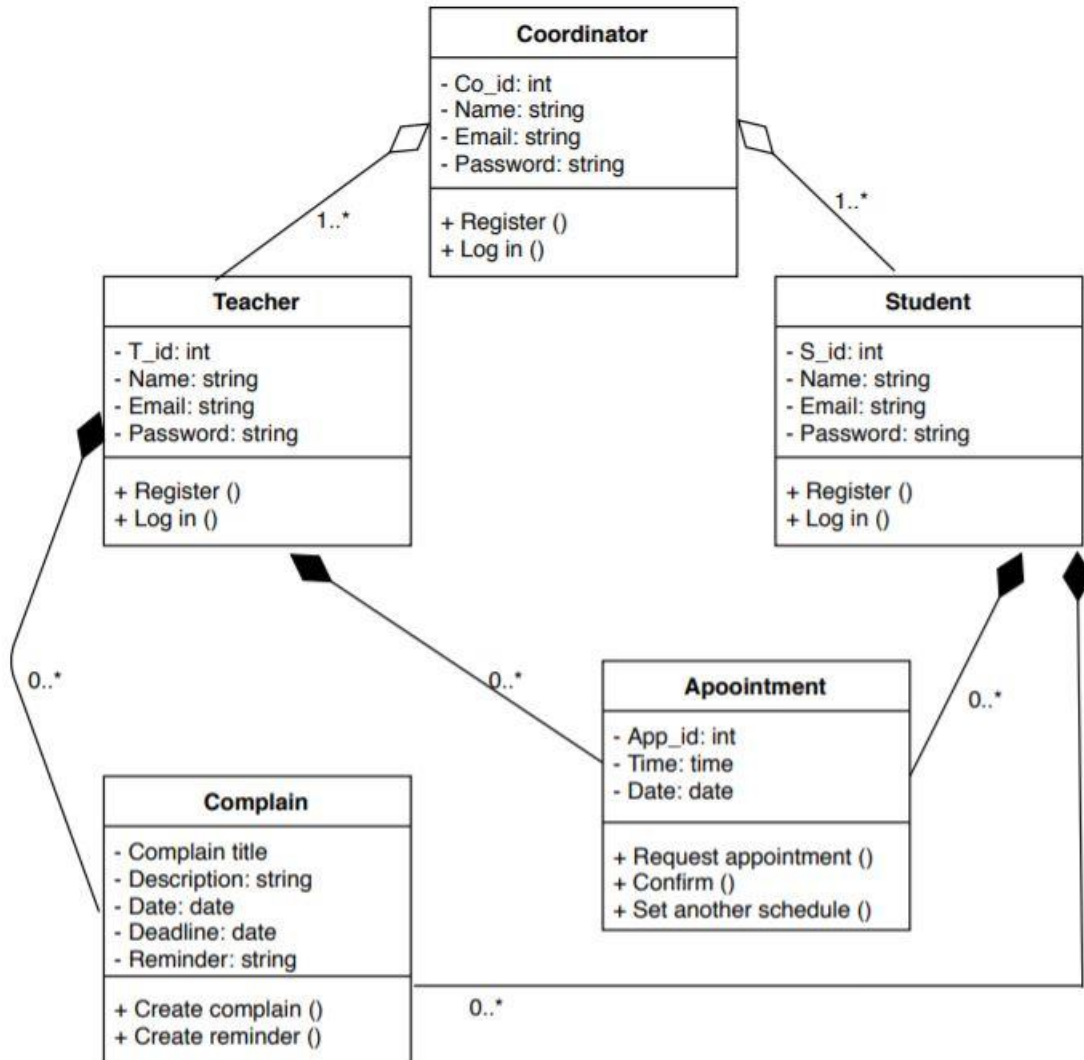 Coordinator
- Co_id: int
- Name: string
- Email: string
- Password: string
+ Register ()
+ Log in ()
1..*
1..*
Teacher
- T_id: int
- Name: string
- Email: string
- Password: string
+ Register ()
+ Log in ()
Student
- S_id: int
- Name: string
- Email: string
- Password: string
+ Register ()
+ Log in ()
0..*
0..*
0..*
Apoointment
- App_id: int
- Time: time
- Date: date
+ Request appointment ()
+ Confirm ()
+ Set another schedule ()
Complain
- Complain title
- Description: string
- Date: date
- Deadline: date
- Reminder: string
+ Create complain ()
+ Create reminder ()
0..*